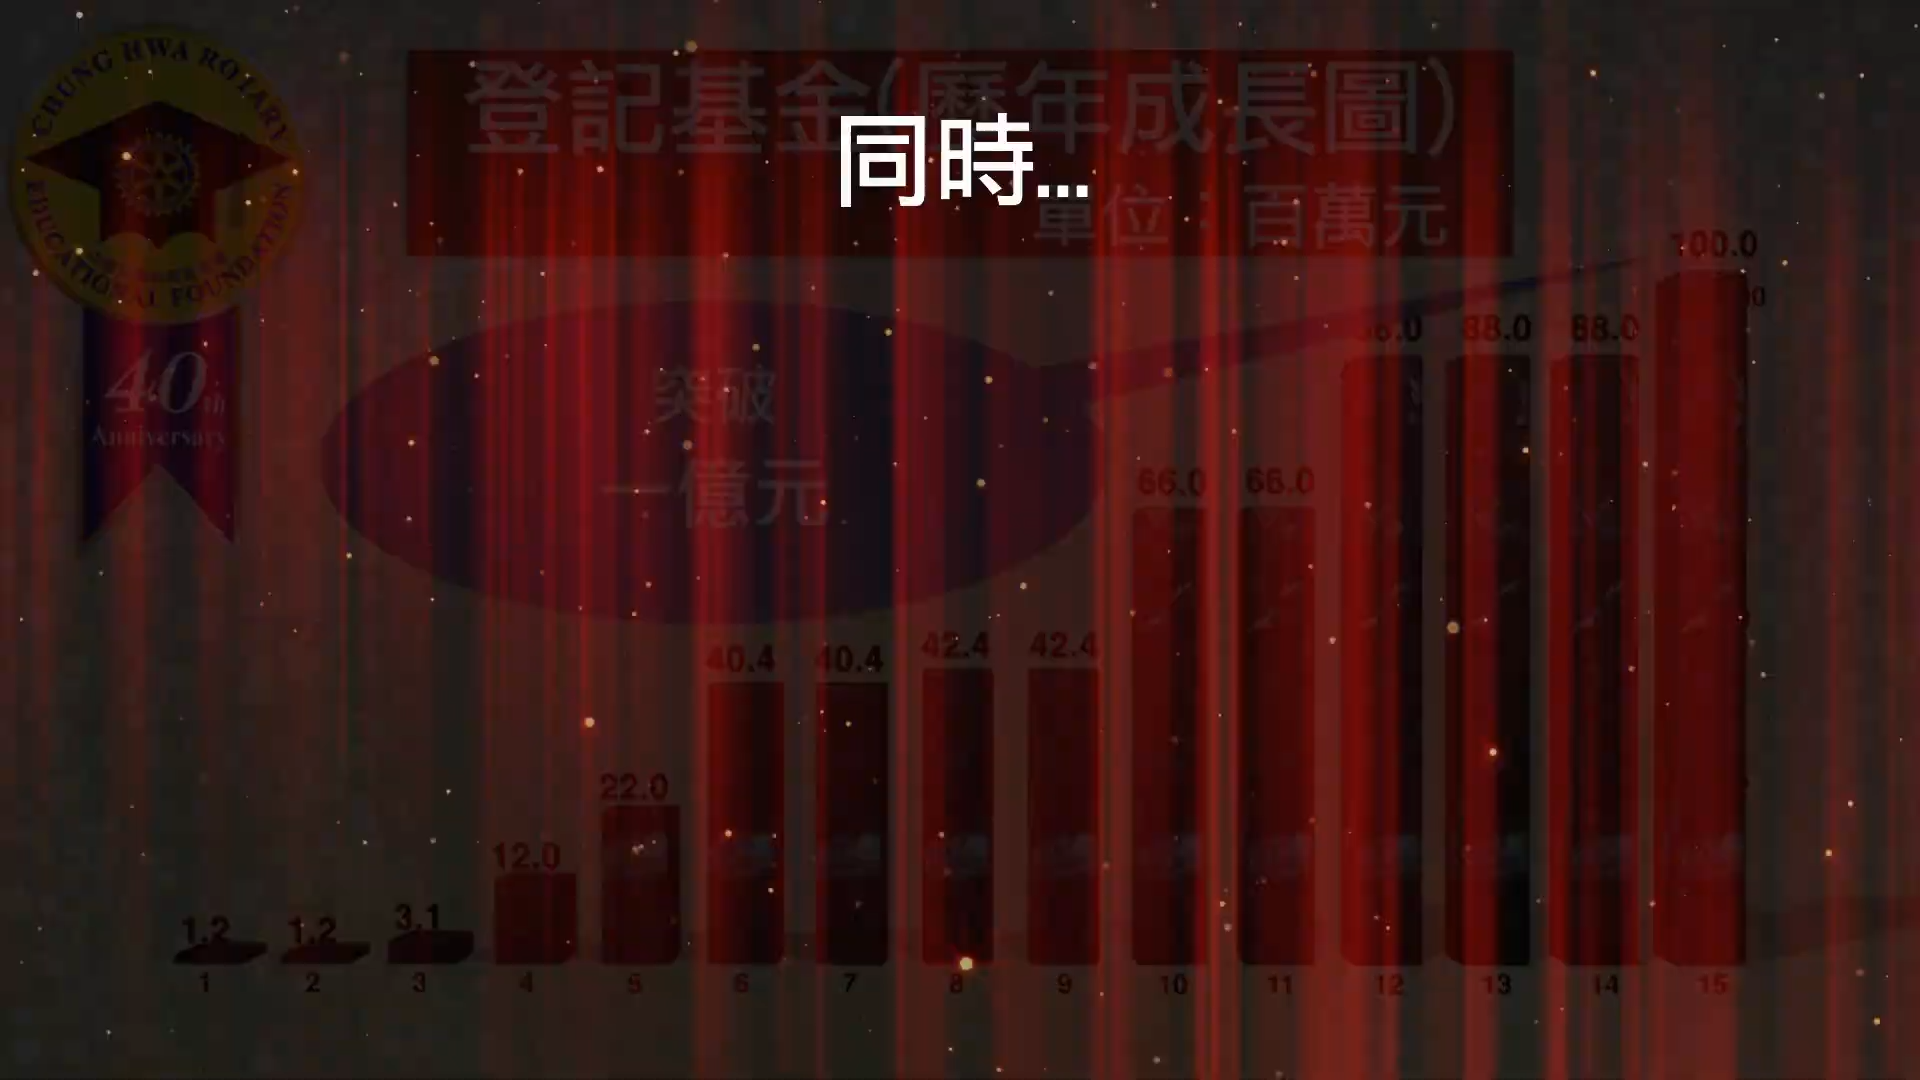 CHUNG HWA ROTARY
EDUCATIONAL FOUNDATION
40th
Anniversary
登記基金(歷年成長圖)
同時...
單位：百萬元
突破
一億元
100.0
88.0 88.0
66.0 66.0
40.4 40.4 42.4 42.4
22.0
12.0
1.2 1.2 3.1
1 2 3 4 5 6 7 8 9 10 11 12 13 14 15